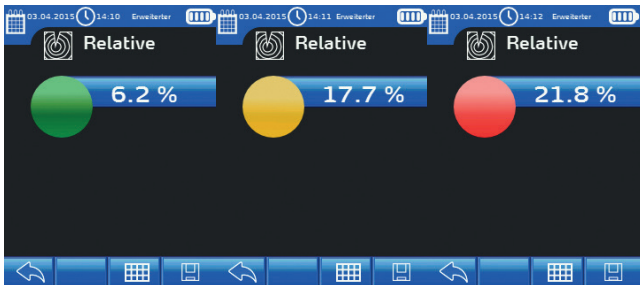 03.04.2015 14:10 Erweiterter
Relative
6.2 %
03.04.2015 14:11 Erweiterter
Relative
17.7 %
03.04.2015 14:12 Erweiterter
Relative
21.8 %